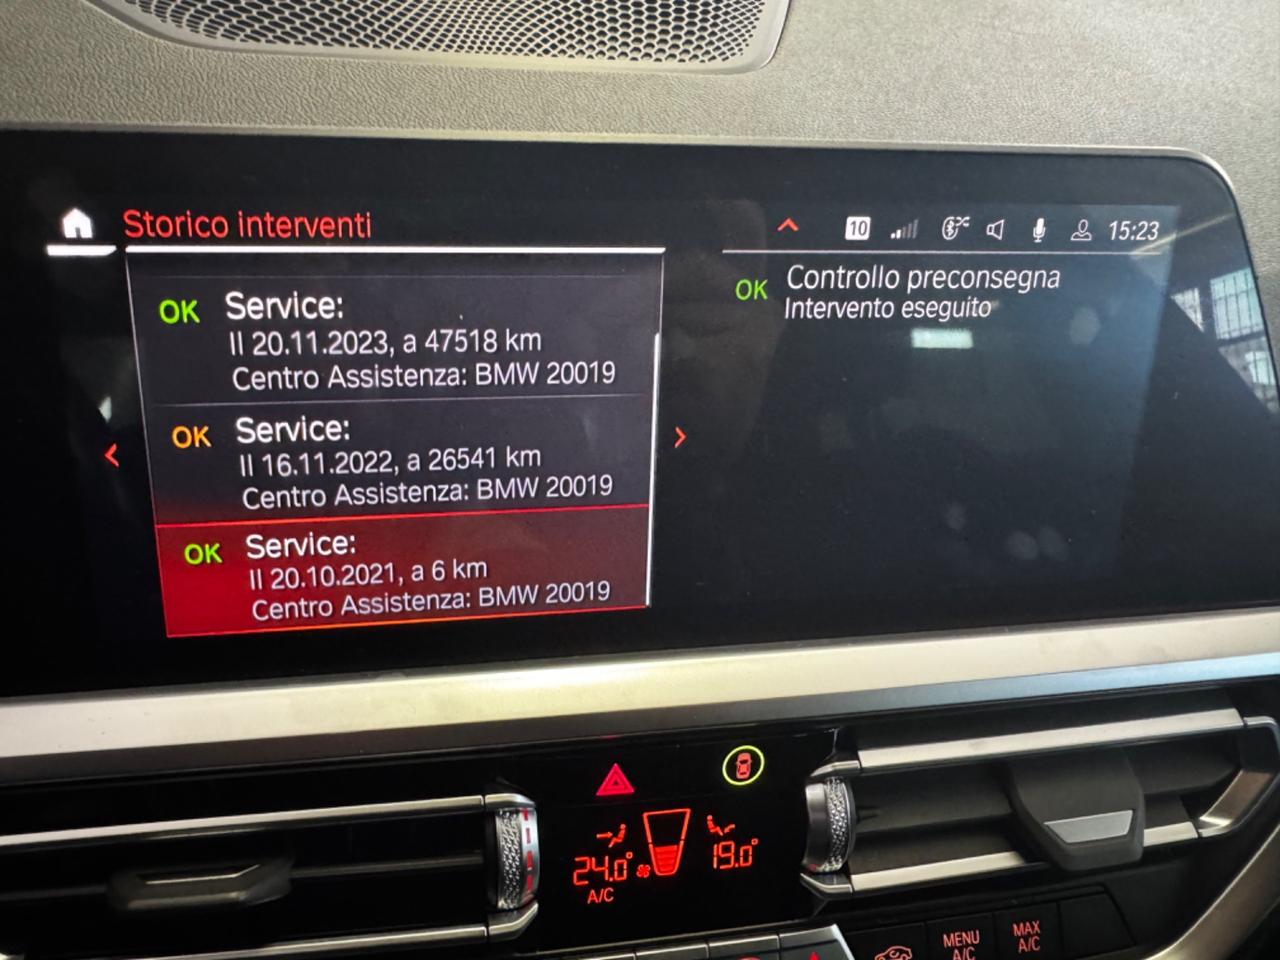 Storico interventi
10
15:23
OK Service:
Il 20.11.2023, a 47518 km
Centro Assistenza: BMW 20019
OK Service:
Il 16.11.2022, a 26541 km
Centro Assistenza: BMW 20019
OK Service:
Il 20.10.2021, a 6 km
Centro Assistenza: BMW 20019
OK Controllo preconsegna
Intervento eseguito
24.0°
19.0°
A/C
MENU
A/C
MAX
A/C